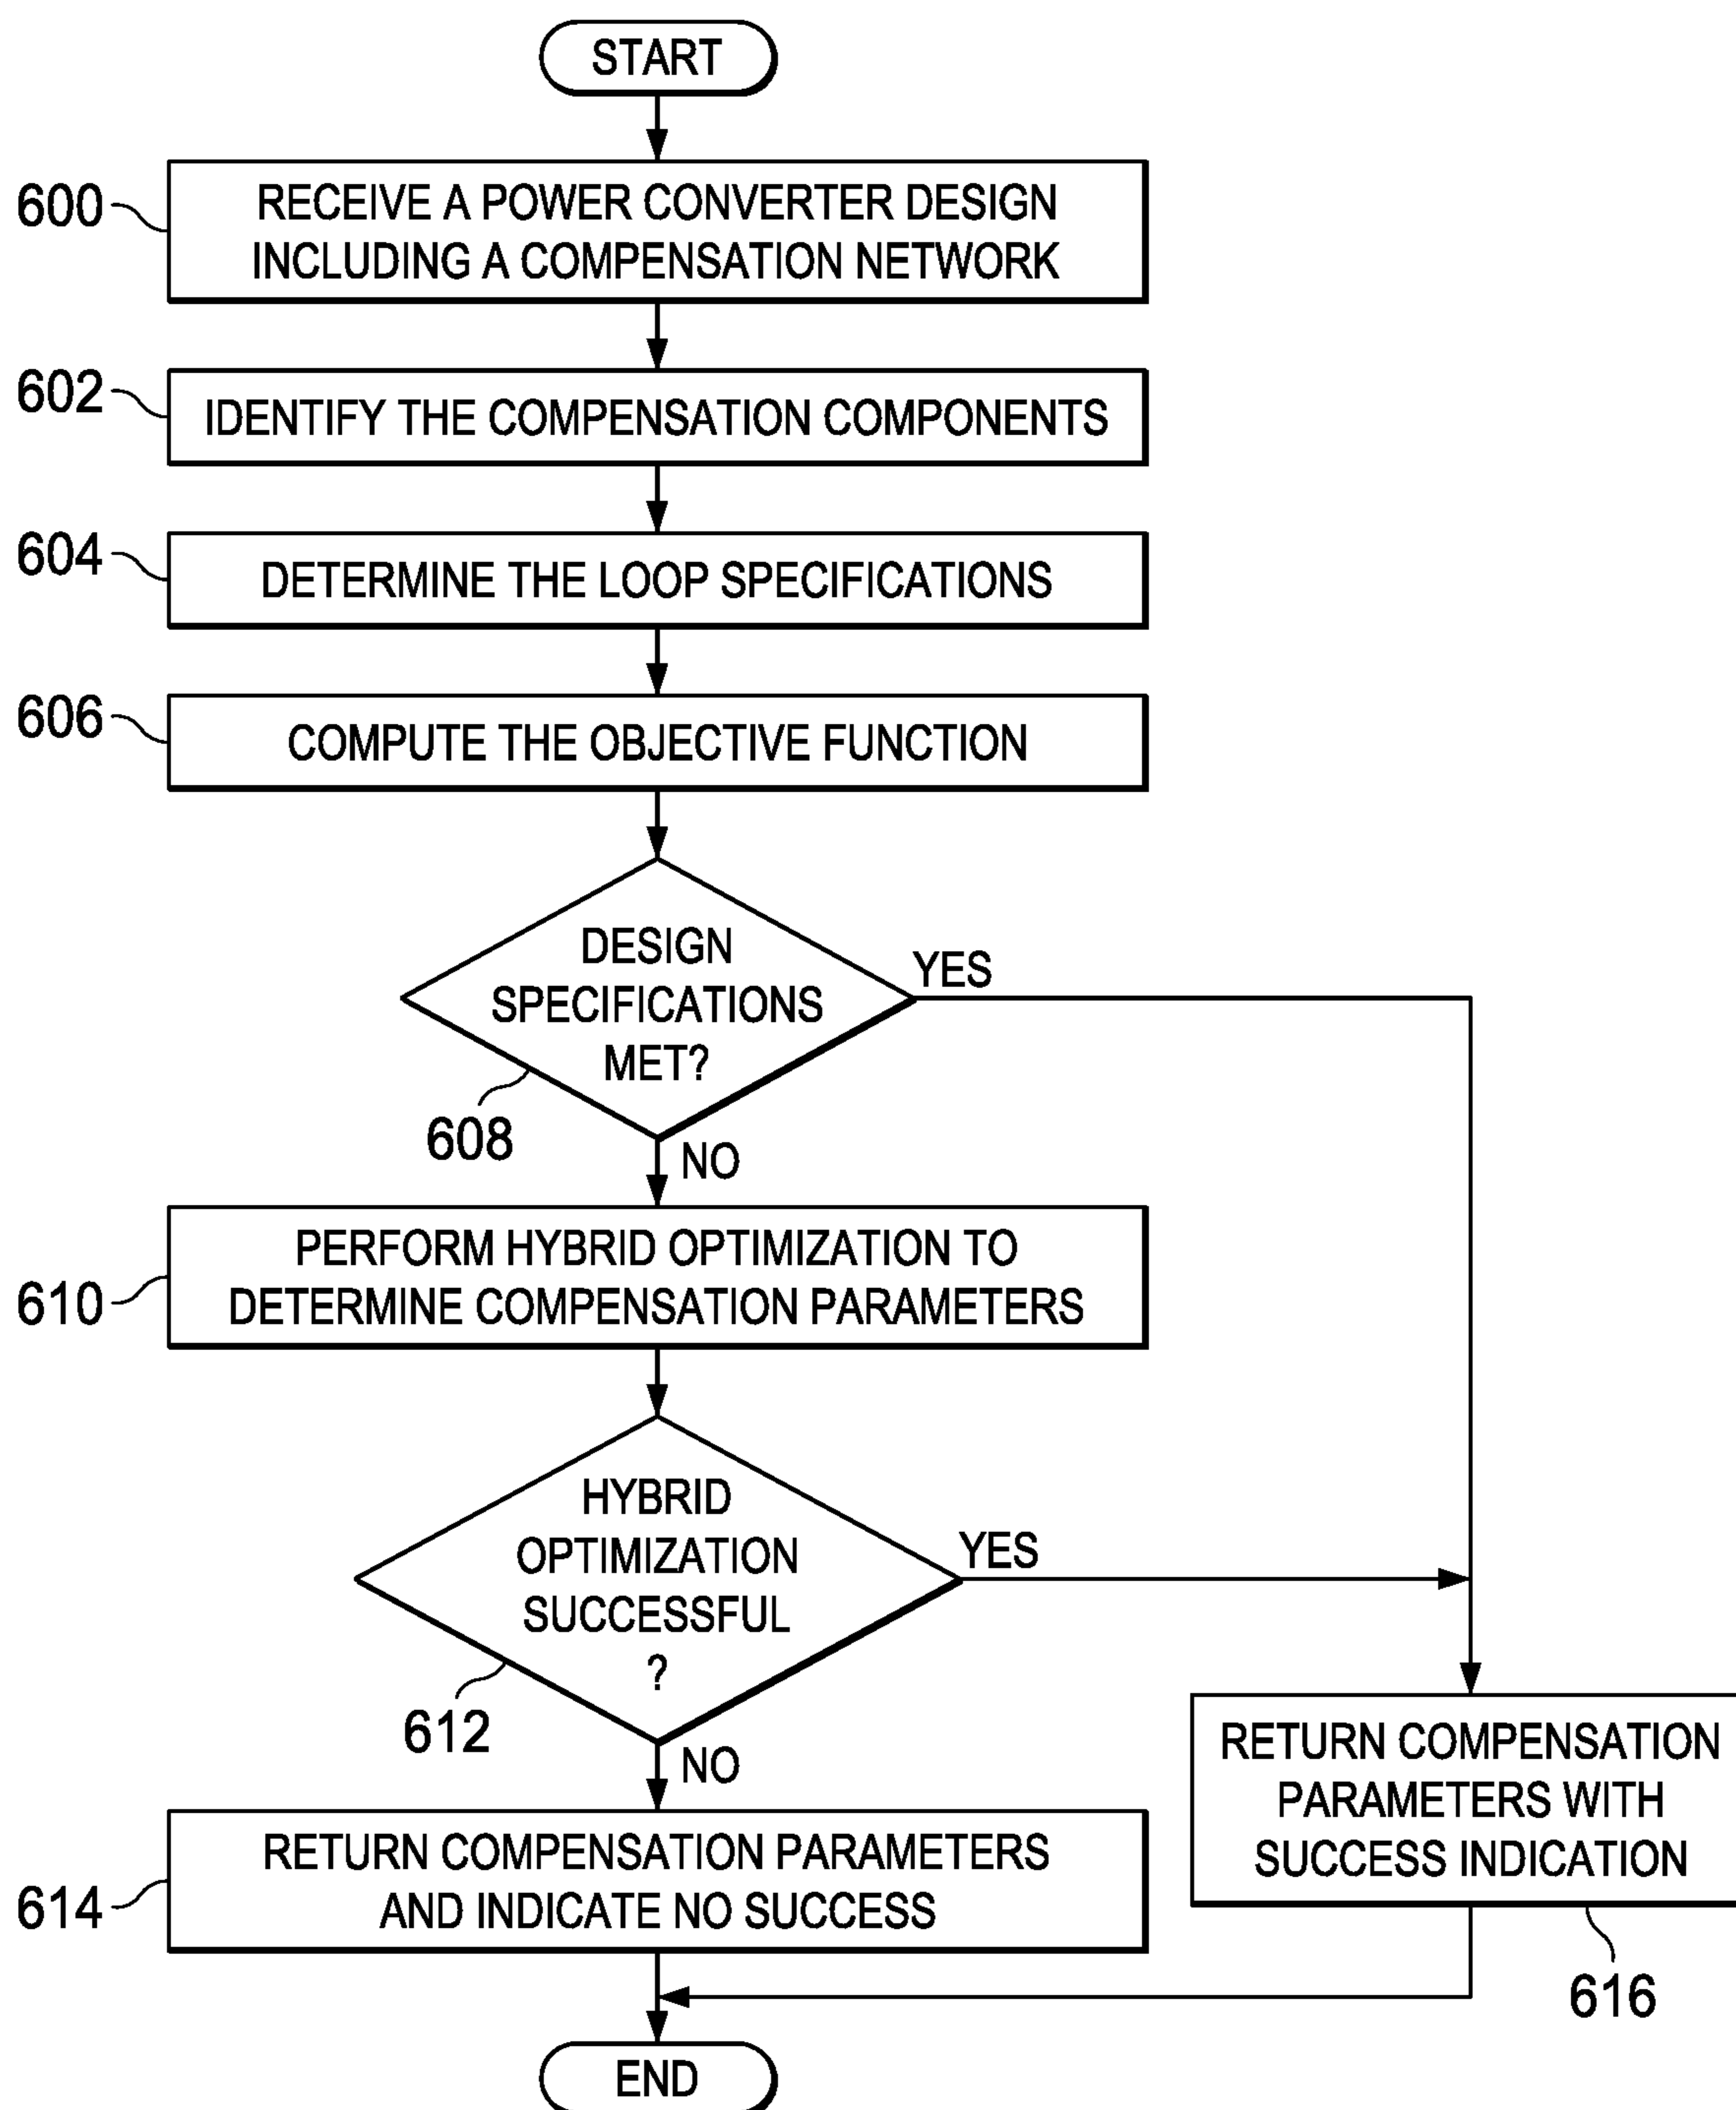 START
600
RECEIVE A POWER CONVERTER DESIGN
INCLUDING A COMPENSATION NETWORK
602
IDENTIFY THE COMPENSATION COMPONENTS
604
DETERMINE THE LOOP SPECIFICATIONS
606
COMPUTE THE OBJECTIVE FUNCTION
DESIGN
SPECIFICATIONS
MET?
YES
608
NO
610
PERFORM HYBRID OPTIMIZATION TO
DETERMINE COMPENSATION PARAMETERS
HYBRID
OPTIMIZATION
SUCCESSFUL
?
YES
612
NO
614
RETURN COMPENSATION PARAMETERS
AND INDICATE NO SUCCESS
RETURN COMPENSATION
PARAMETERS WITH
SUCCESS INDICATION
616
END